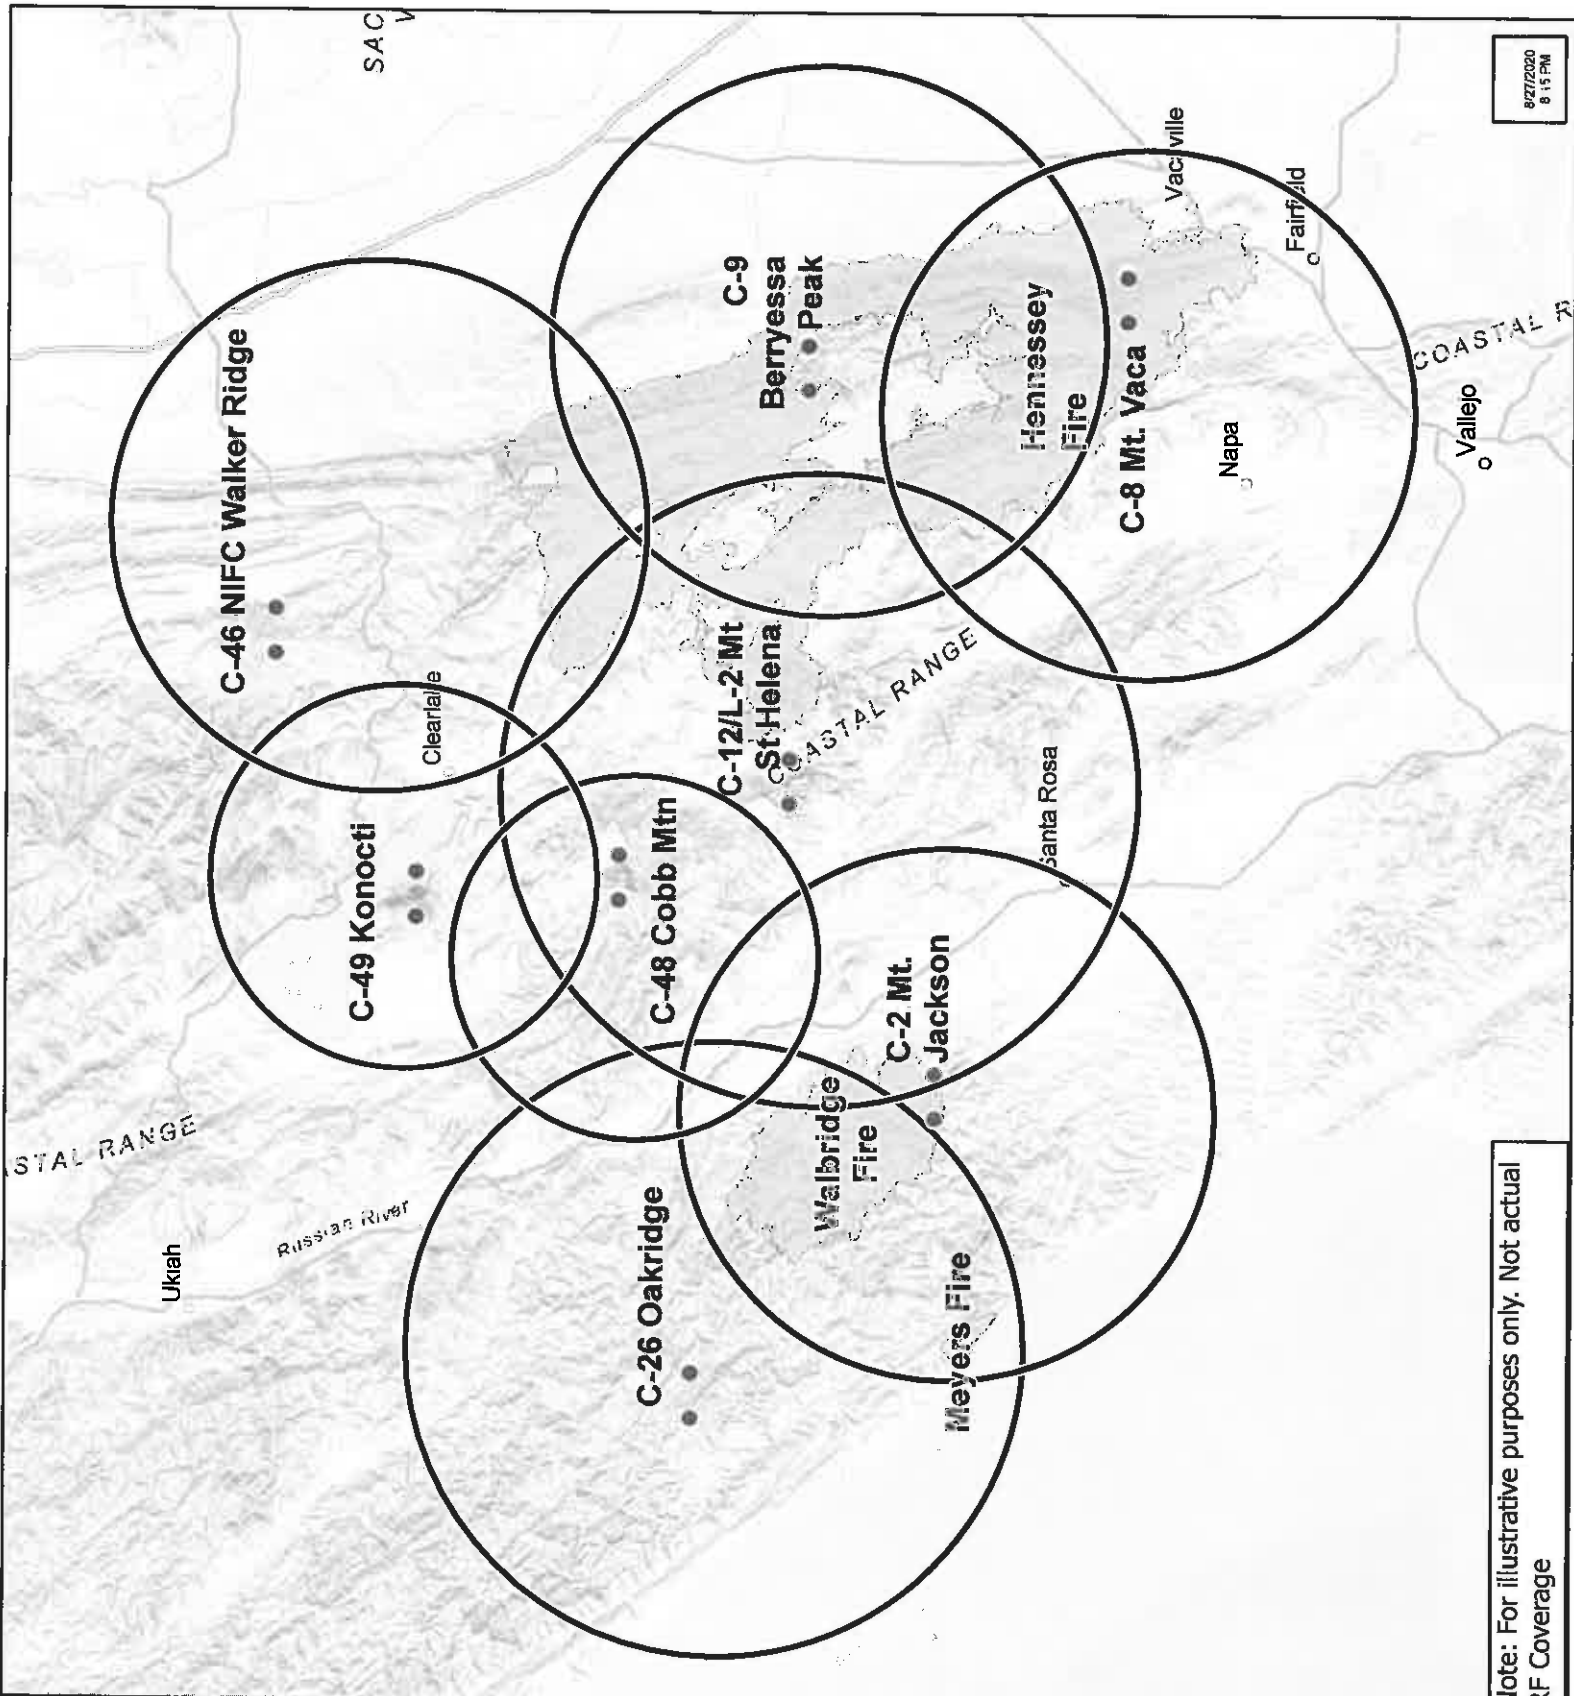 STAL RANGE
Ukiah
C-46 NIFC Walker Ridge
Russian River
SAC
V
C-49 Konocti
Clearlake
C-26 Oakridge
C-48 Cobb Mtn
C-12/L-2 Mt
St Helena
C-9
Berryessa
Peak
COASTAL RANGE
Walbridge
Fire
C-2 Mt.
Jackson
Meyers Fire
Santa Rosa
Hennessey
Fire
C-8 Mt. Vaca
Vacaville
Napa
Fairfield
COASTAL R
Vallejo
Note: For illustrative purposes only. Not actual
RF Coverage
8/27/2020
8:15 PM